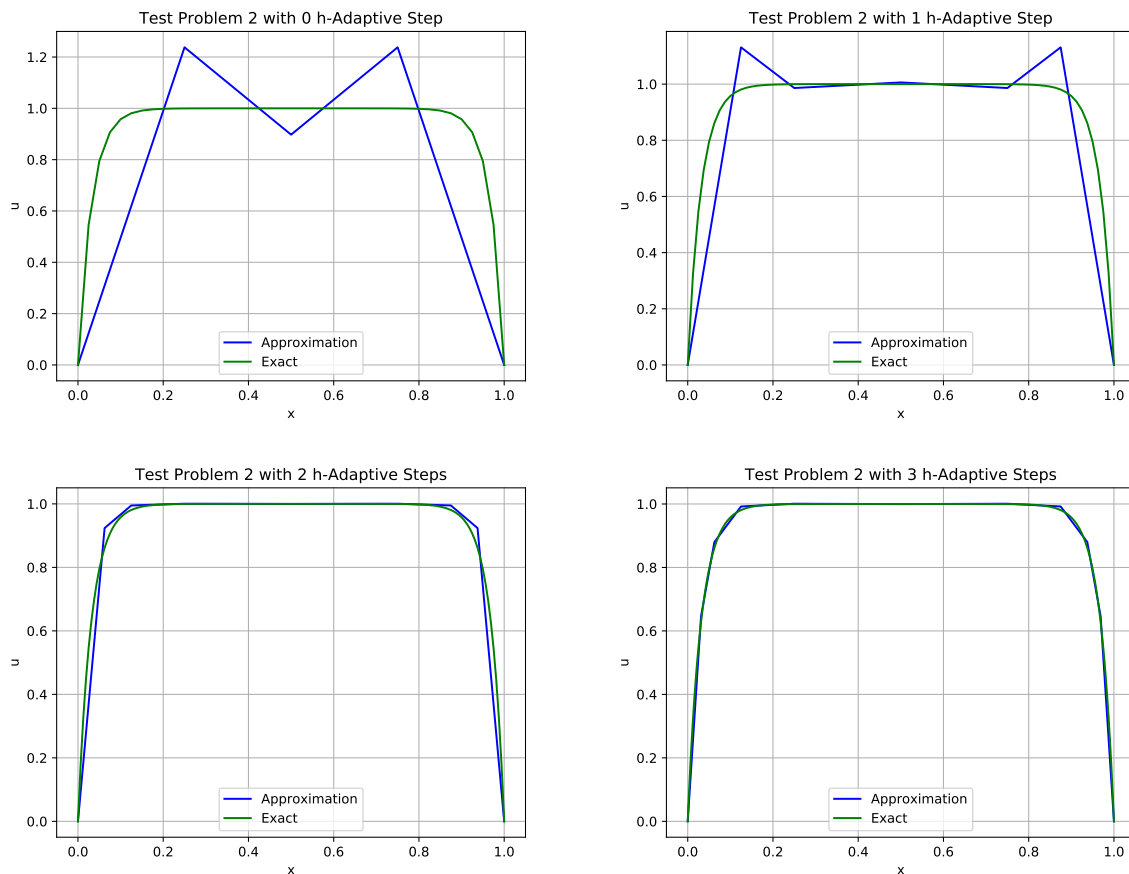 Test Problem 2 with 0 h-Adaptive Step
1.2
1.0
0.8
0.6
0.4
0.2
0.0
u
Approximation
Exact
0.0 0.2 0.4 0.6 0.8 1.0
x
Test Problem 2 with 1 h-Adaptive Step
1.0
0.8
0.6
0.4
0.2
0.0
u
Approximation
Exact
0.0 0.2 0.4 0.6 0.8 1.0
x
Test Problem 2 with 2 h-Adaptive Steps
1.0
0.8
0.6
0.4
0.2
0.0
u
Approximation
Exact
0.0 0.2 0.4 0.6 0.8 1.0
x
Test Problem 2 with 3 h-Adaptive Steps
1.0
0.8
0.6
0.4
0.2
0.0
u
Approximation
Exact
0.0 0.2 0.4 0.6 0.8 1.0
x